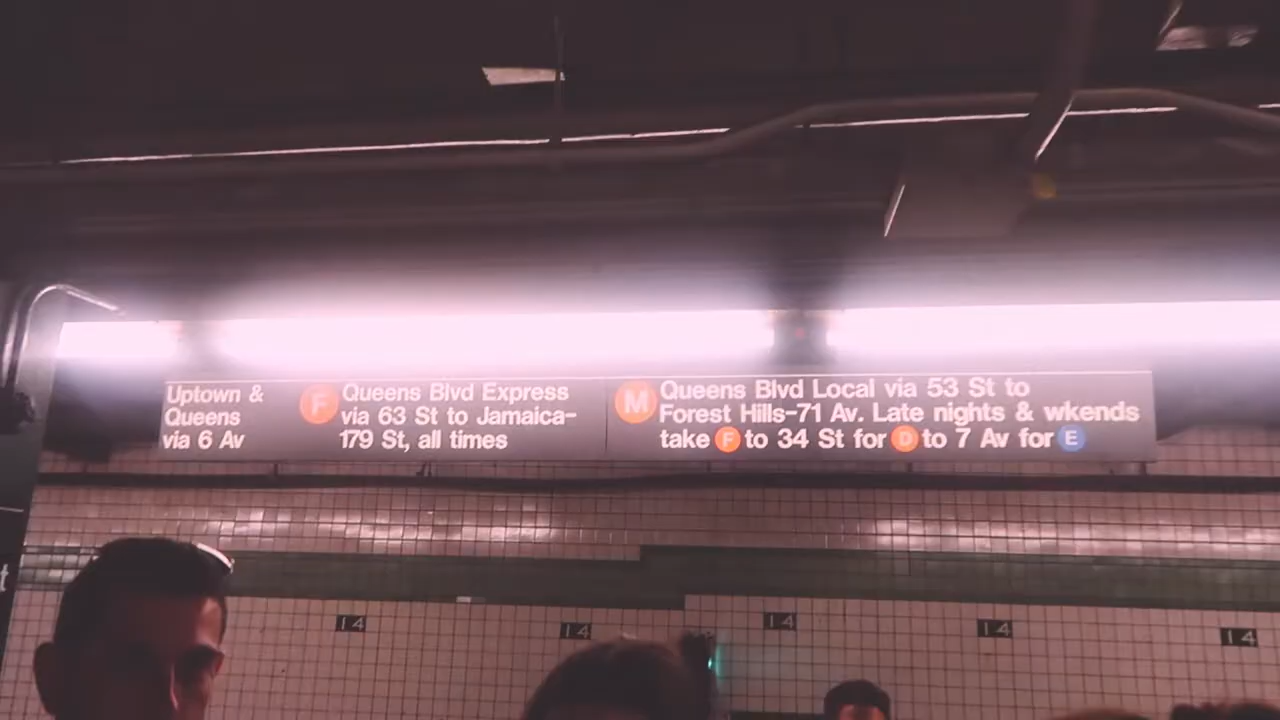 Uptown &
Queens
via 6 Av
F Queens Blvd Express
via 63 St to Jamaica-
179 St, all times
M Queens Blvd Local via 53 St to
Forest Hills-71 Av. Late nights & wkends
take F to 34 St for D to 7 Av for E
t
14
14
14
14
14